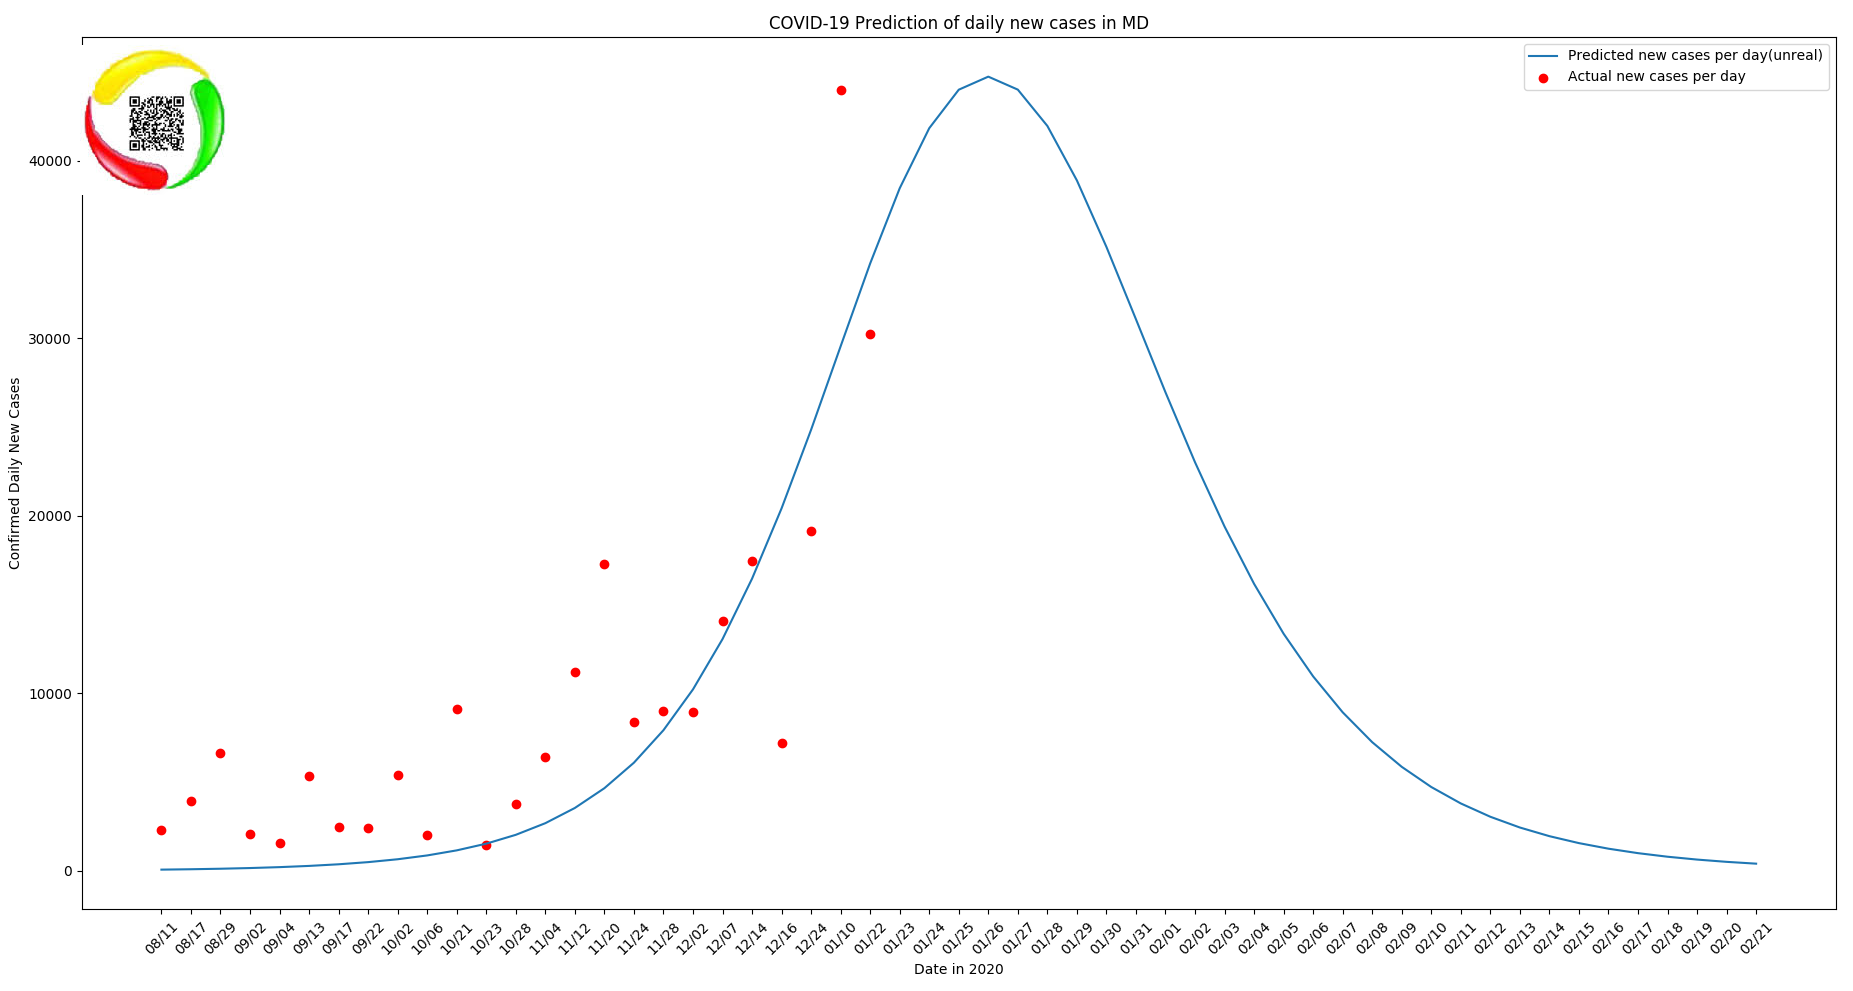 COVID-19 Prediction of daily new cases in MD
Predicted new cases per day(unreal)
Actual new cases per day
40000
30000
20000
10000
0
Confirmed Daily New Cases
08/11 08/17 08/29 09/02 09/04 09/13 09/17 09/22 10/02 10/06 10/21 10/23 10/28 11/04 11/12 11/20 11/24 11/28 12/02 12/07 12/14 12/16 12/24 01/10 01/22 01/23 01/24 01/25 01/26 01/27 01/28 01/29 01/30 01/31 02/01 02/02 02/03 02/04 02/05 02/06 02/07 02/08 02/09 02/10 02/11 02/12 02/13 02/14 02/15 02/16 02/17 02/18 02/19 02/20 02/21
Date in 2020